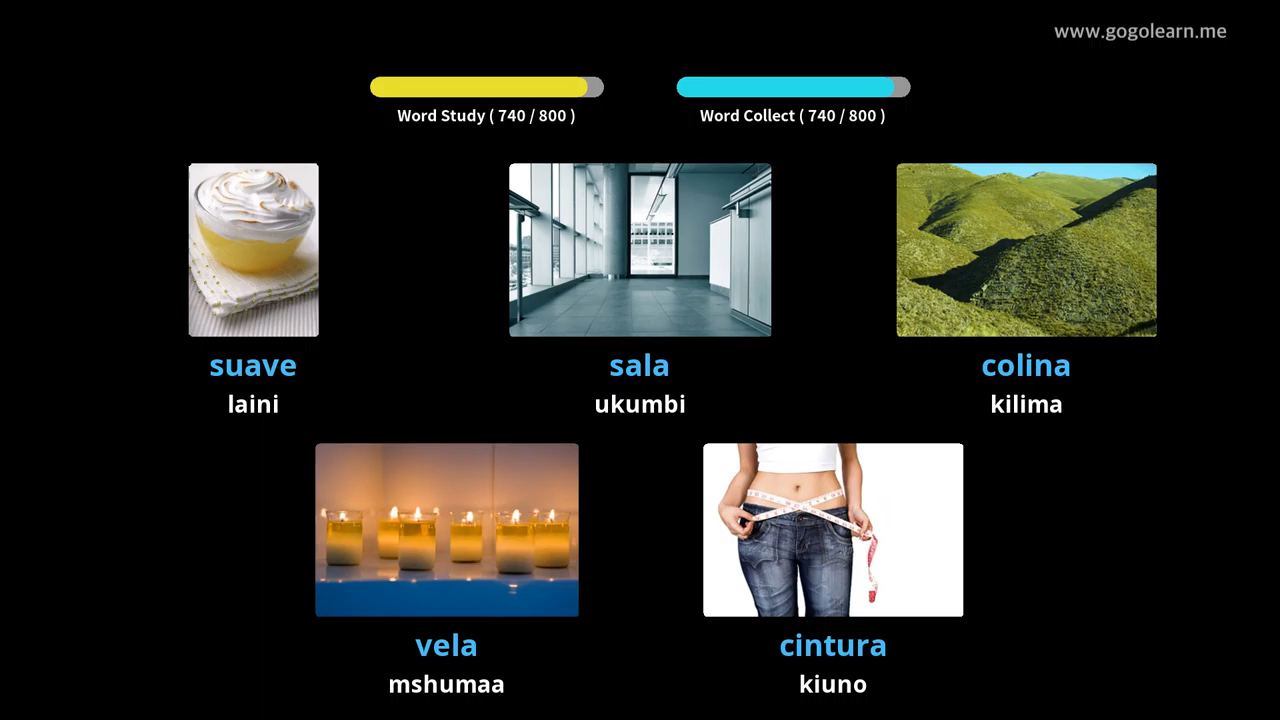 www.gogolearn.me
Word Study ( 740 / 800 )
Word Collect ( 740 / 800 )
suave
laini
sala
ukumbi
colina
kilima
vela
mshumaa
cintura
kiuno